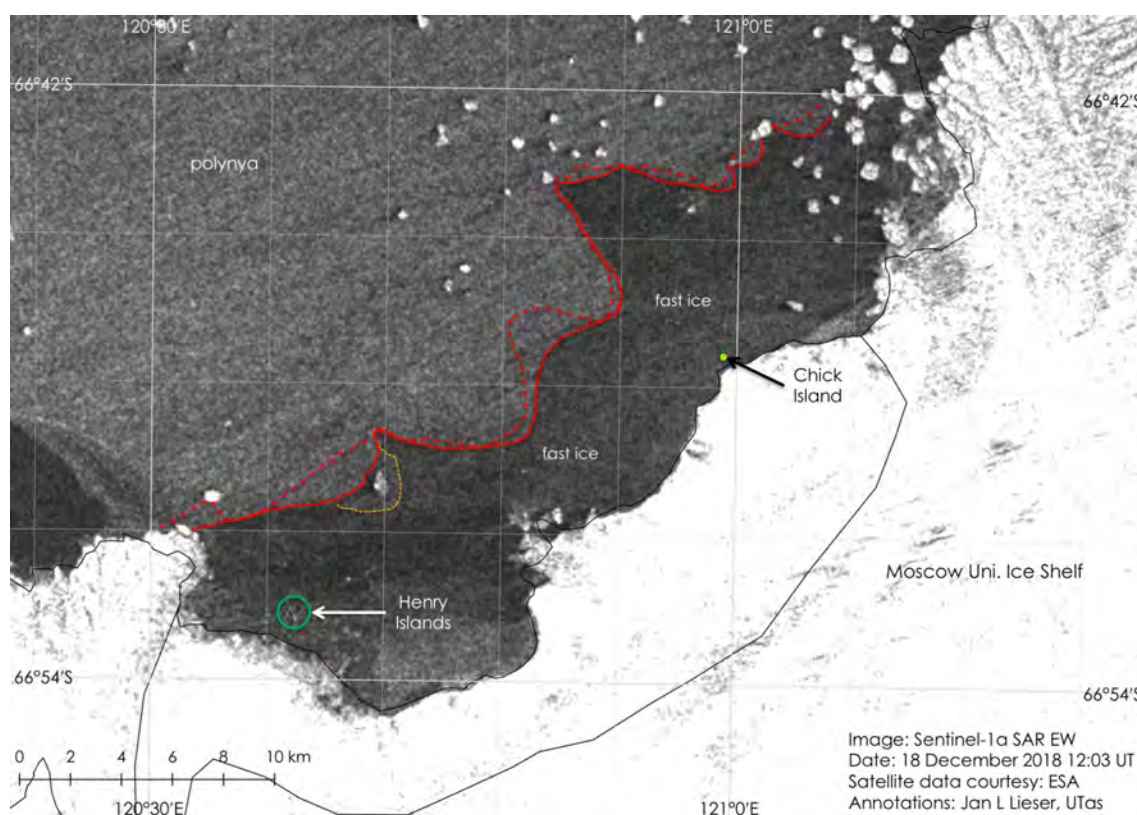 120°30'E
121°0'E
66°42'S
66°42'S
polynya
fast ice
Chick
Island
fast ice
Moscow Uni. Ice Shelf
Henry
Islands
66°54'S
66°54'S
0 2 4 6 8 10 km
Image: Sentinel-1a SAR EW
Date: 18 December 2018 12:03 UT
Satellite data courtesy: ESA
Annotations: Jan L Lieser, UTas
120°30'E
121°0'E